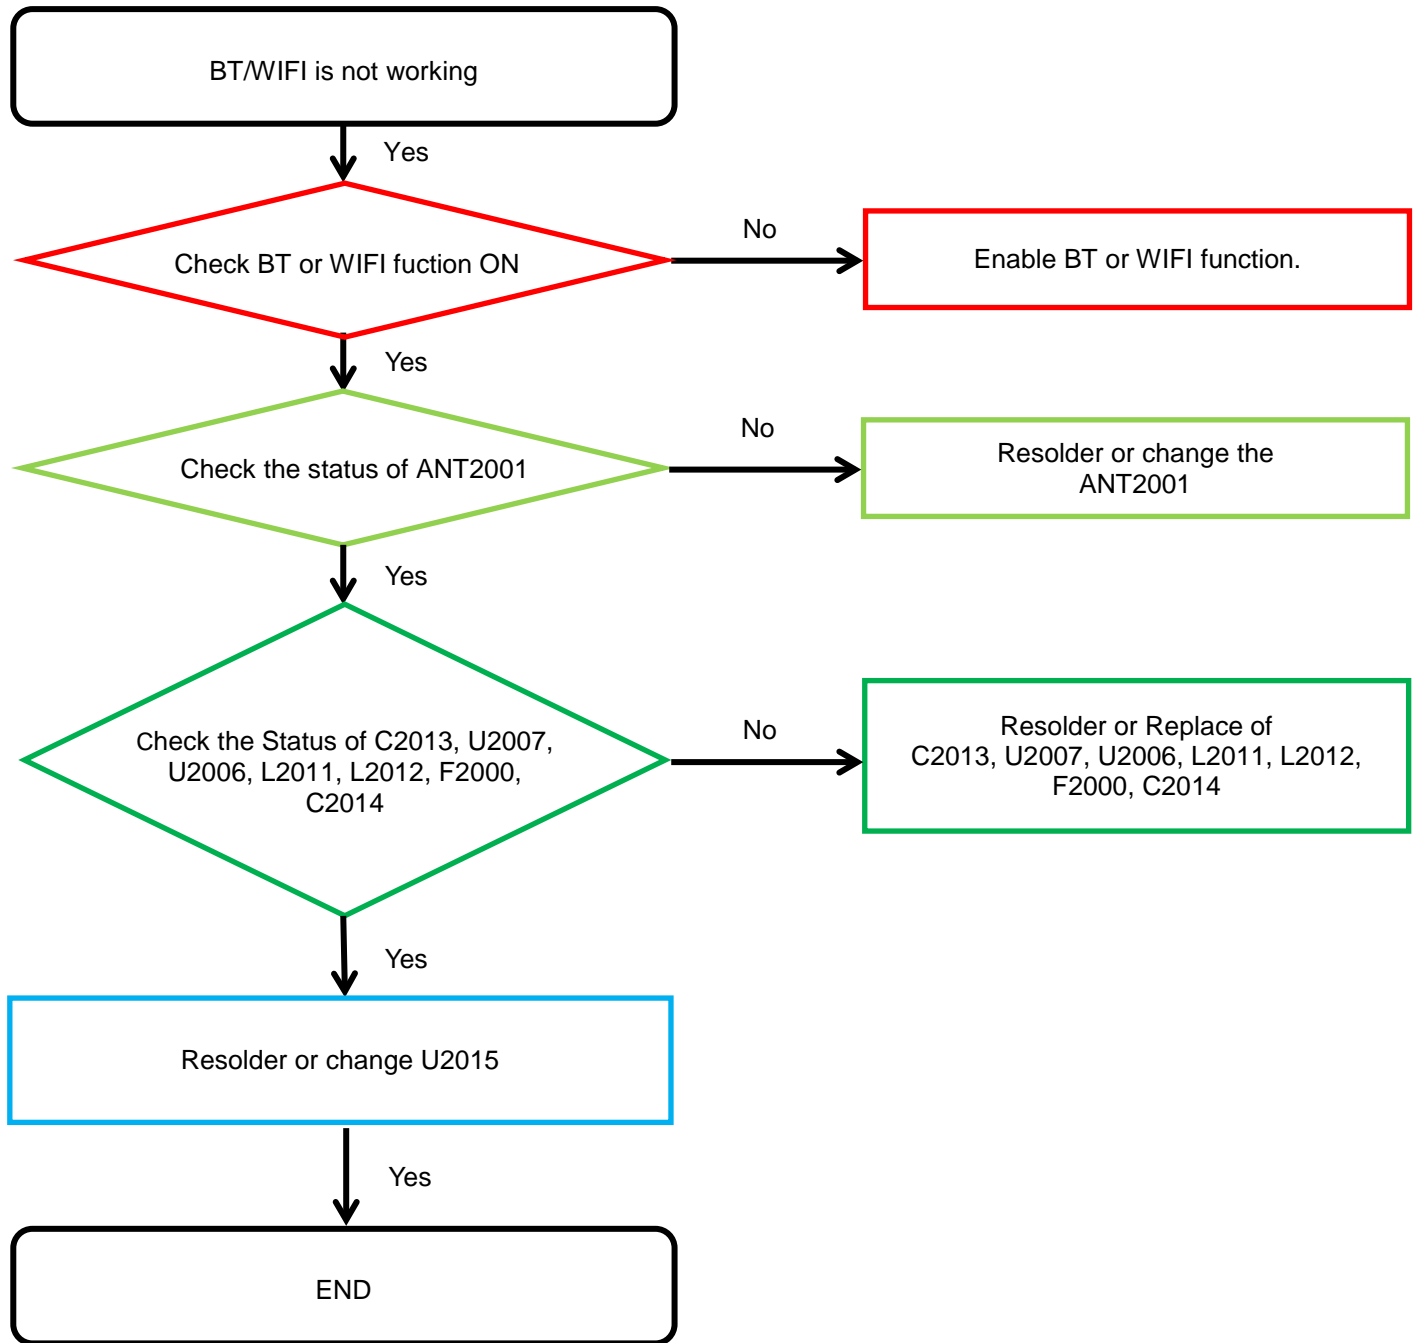 BT/WIFI is not working
Yes
Check BT or WIFI fuction ON
No
Enable BT or WIFI function.
Yes
Check the status of ANT2001
No
Resolder or change the
ANT2001
Yes
Check the Status of C2013, U2007,
U2006, L2011, L2012, F2000,
C2014
No
Resolder or Replace of
C2013, U2007, U2006, L2011, L2012,
F2000, C2014
Yes
Resolder or change U2015
Yes
END